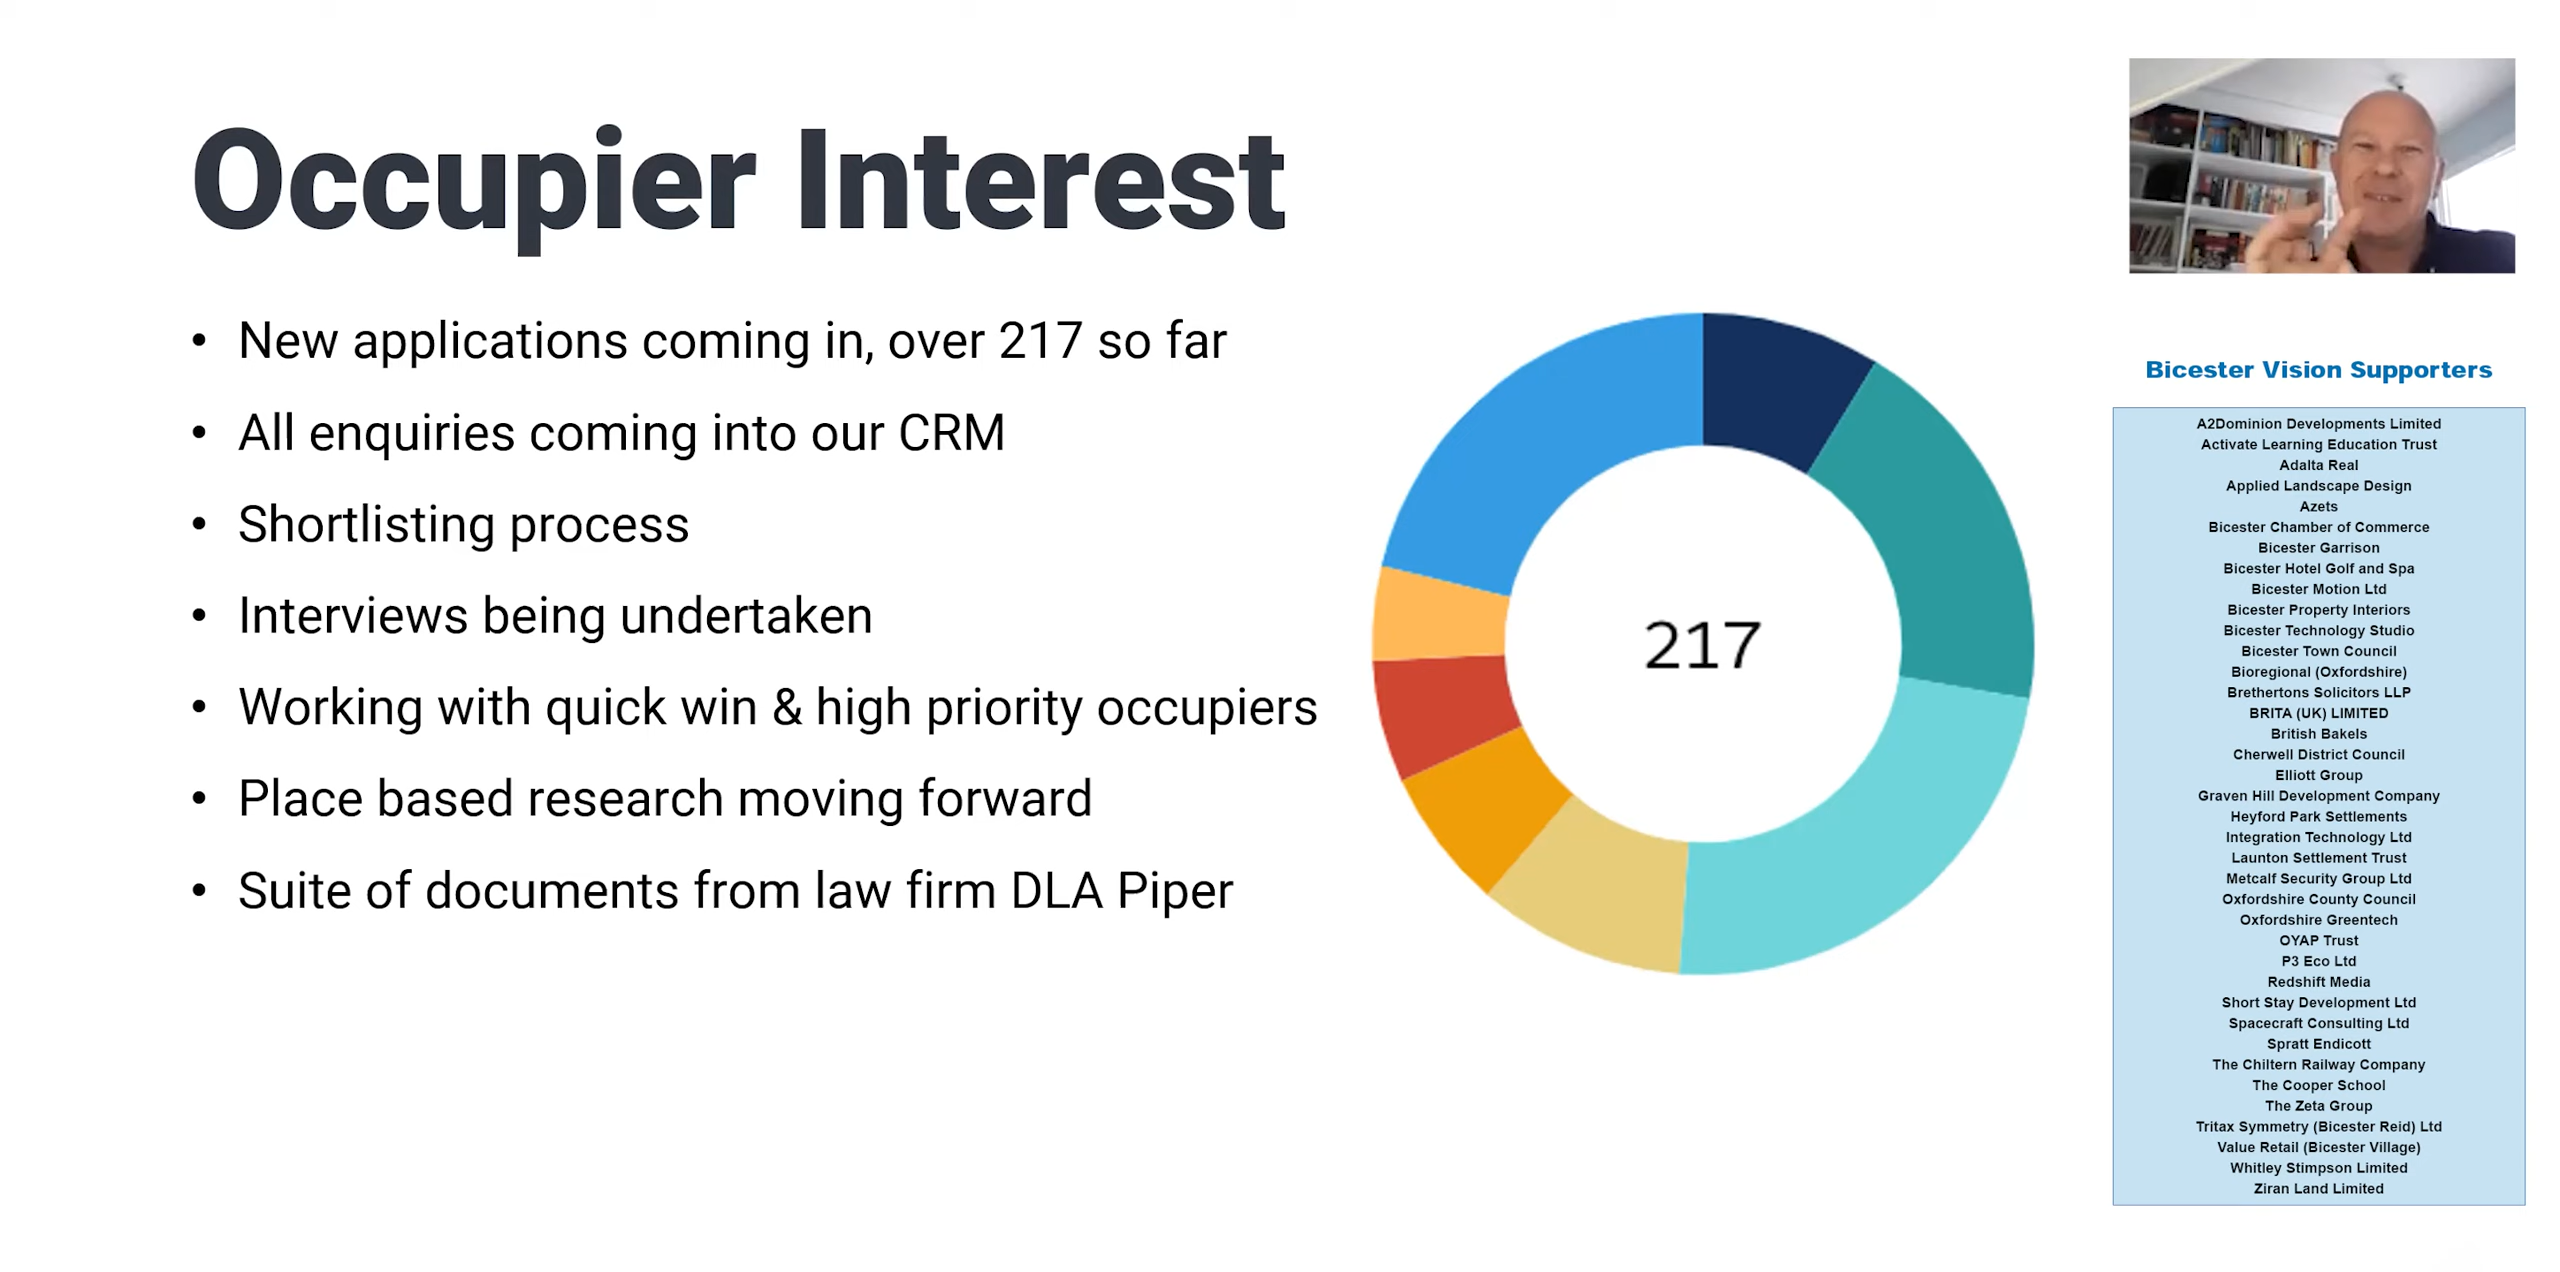 Occupier Interest
• New applications coming in, over 217 so far
• All enquiries coming into our CRM
• Shortlisting process
• Interviews being undertaken
• Working with quick win & high priority occupiers
• Place based research moving forward
• Suite of documents from law firm DLA Piper
217
Bicester Vision Supporters
A2Dominion Developments Limited
Activate Learning Education Trust
Adalta Real
Applied Landscape Design
Azets
Bicester Chamber of Commerce
Bicester Garrison
Bicester Hotel Golf and Spa
Bicester Motion Ltd
Bicester Property Interiors
Bicester Technology Studio
Bicester Town Council
Bioregional (Oxfordshire)
Brethertons Solicitors LLP
BRITA (UK) LIMITED
British Bakels
Cherwell District Council
Elliott Group
Graven Hill Development Company
Heyford Park Settlements
Integration Technology Ltd
Launton Settlement Trust
Metcalf Security Group Ltd
Oxfordshire County Council
Oxfordshire Greentech
OYAP Trust
P3 Eco Ltd
Redshift Media
Short Stay Development Ltd
Spacecraft Consulting Ltd
Spratt Endicott
The Chiltern Railway Company
The Cooper School
The Zeta Group
Tritax Symmetry (Bicester Reid) Ltd
Value Retail (Bicester Village)
Whitley Stimpson Limited
Ziran Land Limited